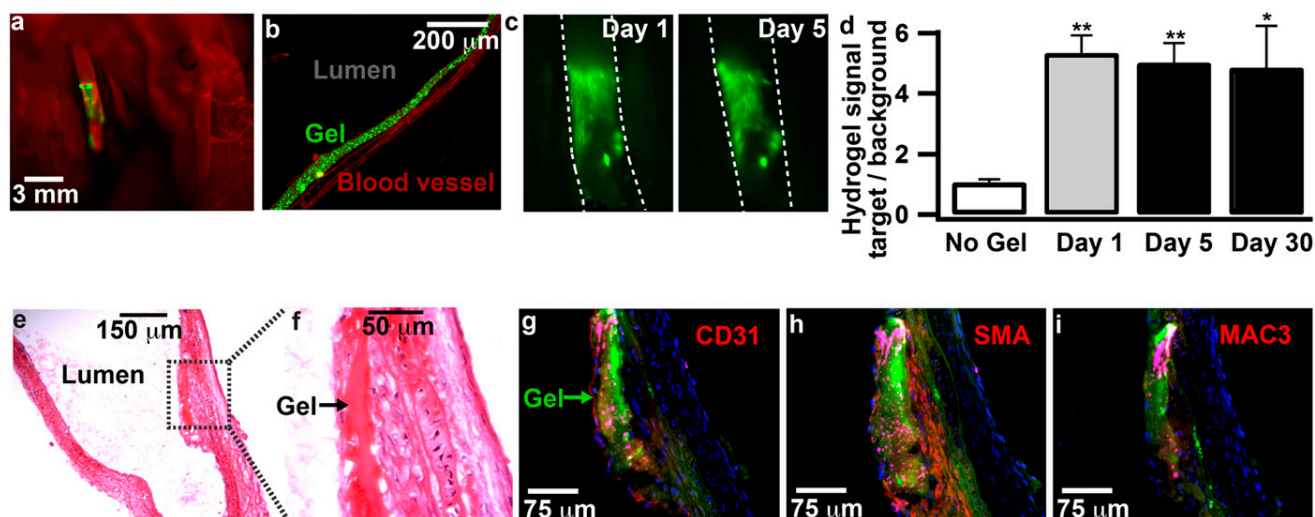 a
3 mm
b
200 μm
Lumen
Gel
Blood vessel
c
Day 1
Day 5
d
Hydrogel signal
target / background
6
4
2
0
**
**
*
No Gel
Day 1
Day 5
Day 30
e
150 μm
Lumen
f
50 μm
Gel
g
CD31
Gel
75 μm
h
SMA
75 μm
i
MAC3
75 μm